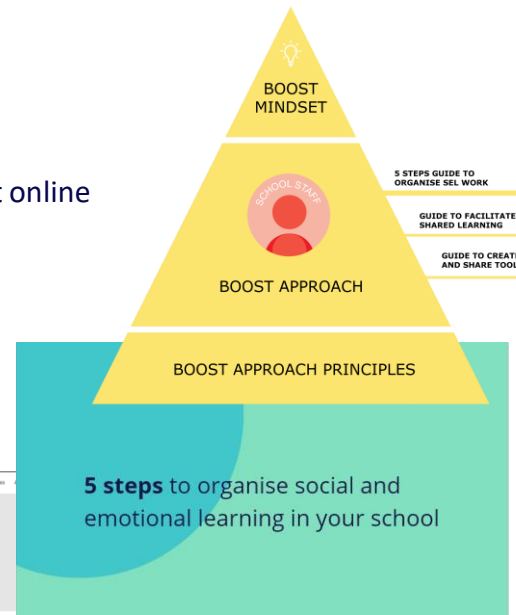 BOOST
MINDSET
online
5 STEPS GUIDE TO
ORGANISE SEL WORK
SCHOOL STAFF
GUIDE TO FACILITATE
SHARED LEARNING
GUIDE TO CREAT
AND SHARE TOOL
BOOST APPROACH
BOOST APPROACH PRINCIPLES
5 steps to organise social and
emotional learning in your school